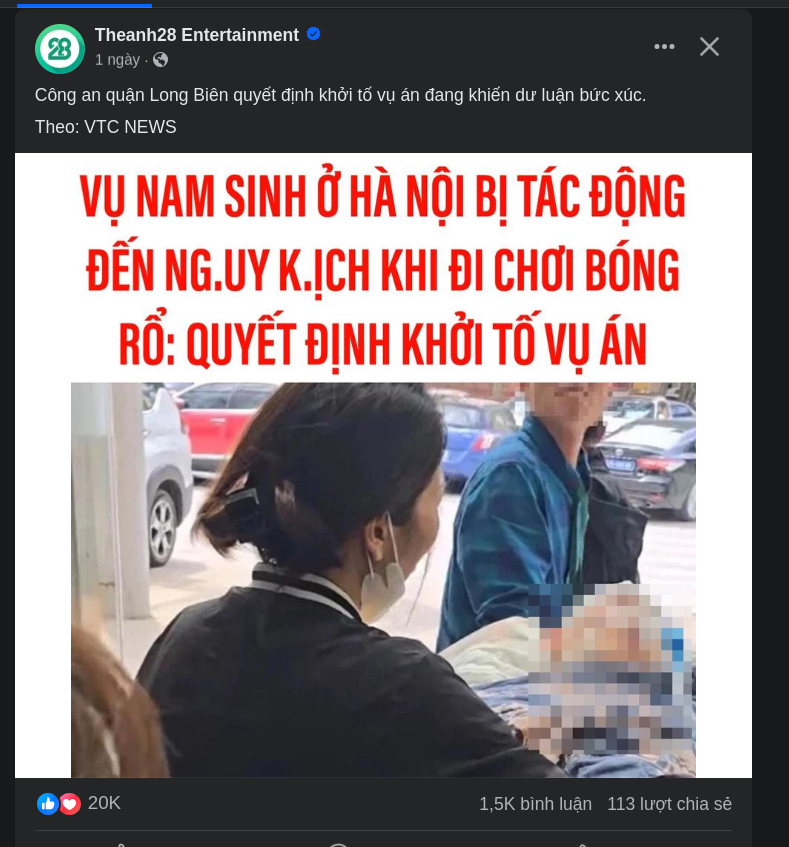 Theanh28 Entertainment
1 ngày ·
Công an quận Long Biên quyết định khởi tố vụ án đang khiến dư luận bức xúc.
Theo: VTC NEWS
VỤ NAM SINH Ở HÀ NỘI BỊ TÁC ĐỘNG
ĐẾN NG.UY K.ỊCH KHI ĐI CHƠI BÓNG
RỔ: QUYẾT ĐỊNH KHỞI TỐ VỤ ÁN
20K
1,5K bình luận 113 lượt chia sẻ